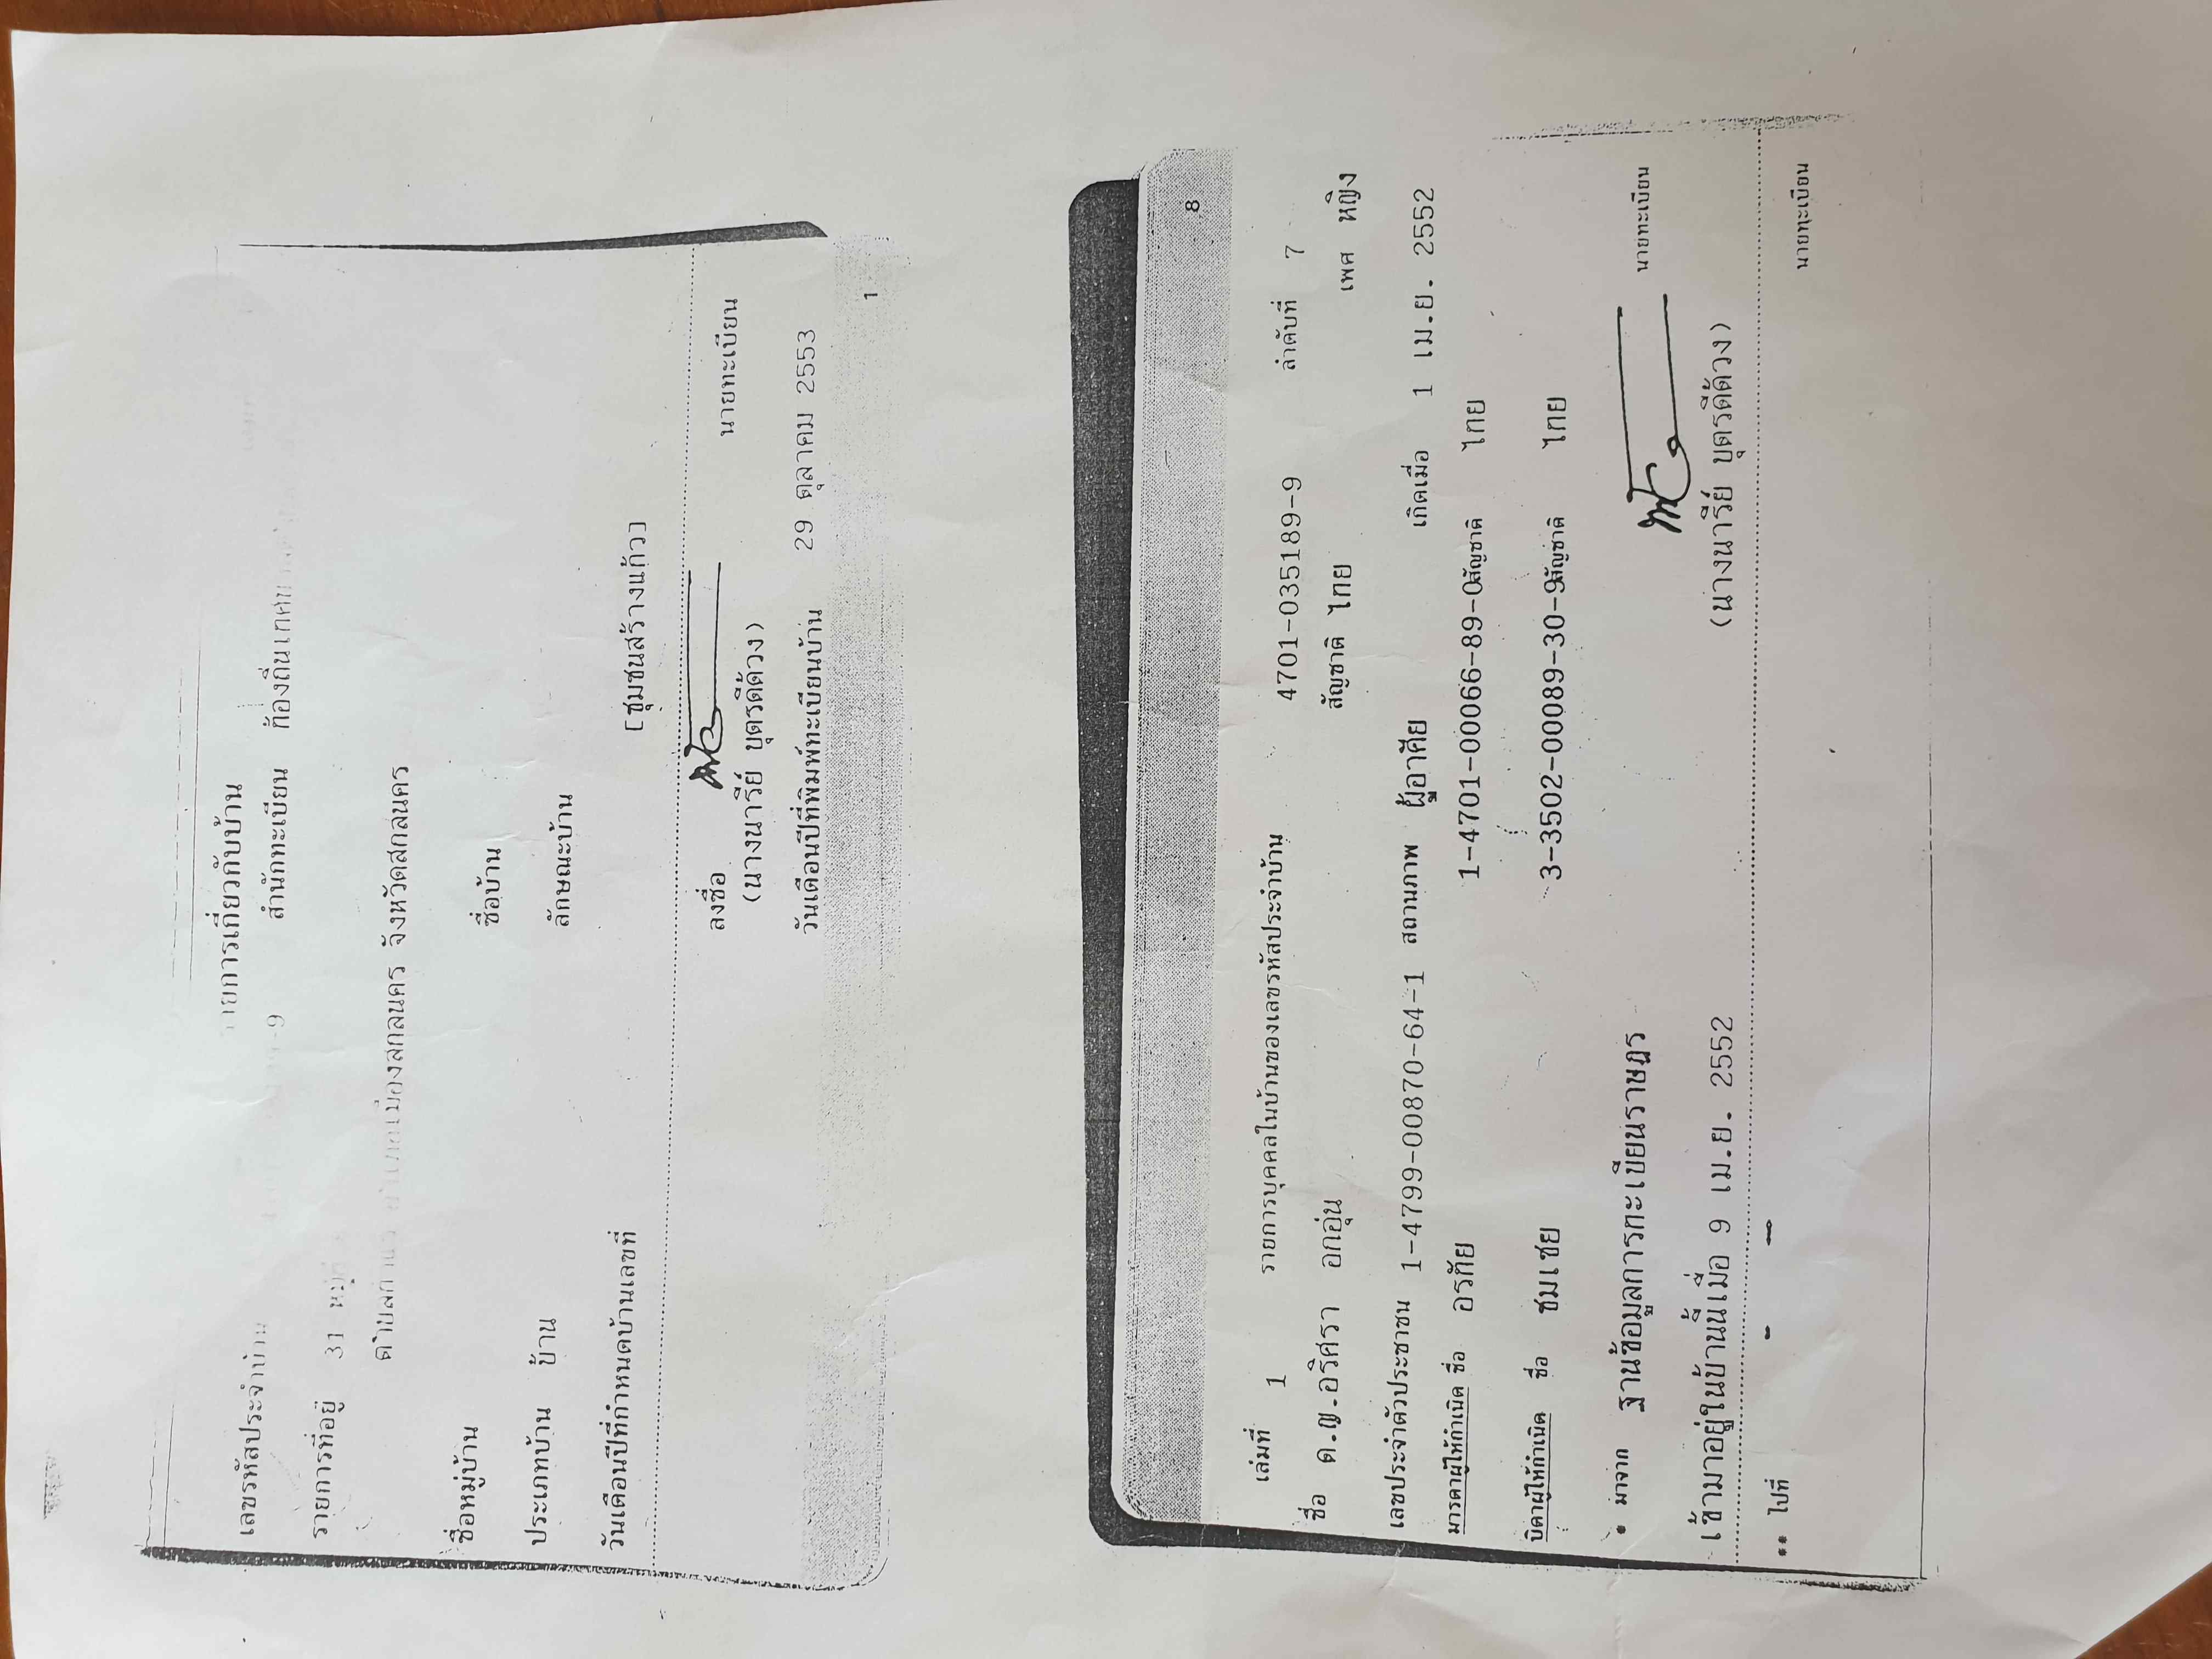 รายการเกี่ยวกับบ้าน
เลขรหัสประจำบ้าน -9 สำนักทะเบียน ท้องถิ่นเทศบาล
รายการที่อยู่ 31 หมู่ที่
อำเภอเมืองสกลนคร จังหวัดสกลนคร
ชื่อหมู่บ้าน ชื่อบ้าน
ประเภทบ้าน บ้าน ลักษณะบ้าน
วันเดือนปีที่กำหนดบ้านเลขที่ [ชุมชนสร้างแก้ว]
ลงชื่อ นายทะเบียน
(นางนารีย์ บุตรดีด้วง)
วันเดือนปีที่พิมพ์ทะเบียนบ้าน 29 ตุลาคม 2553
1
8
เล่มที่ 1 รายการบุคคลในบ้านของเลขรหัสประจำบ้าน 4701-035189-9 ลำดับที่ 7
ชื่อ ด.ญ.อริศรา อกอุ่น สัญชาติ ไทย เพศ หญิง
เลขประจำตัวประชาชน 1-4799-00870-64-1 สถานภาพ ผู้อาศัย เกิดเมื่อ 1 เม.ย. 2552
มารดาผู้ให้กำเนิด ชื่อ อรทัย 1-4701-00066-89-0 สัญชาติ ไทย
บิดาผู้ให้กำเนิด ชื่อ ชมเชย 3-3502-00089-30-9 สัญชาติ ไทย
* มาจาก ฐานข้อมูลการทะเบียนราษฎร นายทะเบียน
เข้ามาอยู่ในบ้านนี้เมื่อ 9 เม.ย. 2552 (นางนารีย์ บุตรดีด้วง)
** ไปที่ - - - นายทะเบียน